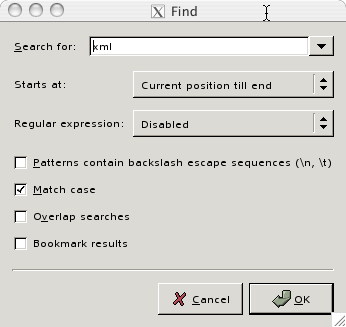 Find
Search for: xml
Starts at: Current position till end
Regular expression: Disabled
Patterns contain backslash escape sequences (\n, \t)
Match case
Overlap searches
Bookmark results
Cancel OK